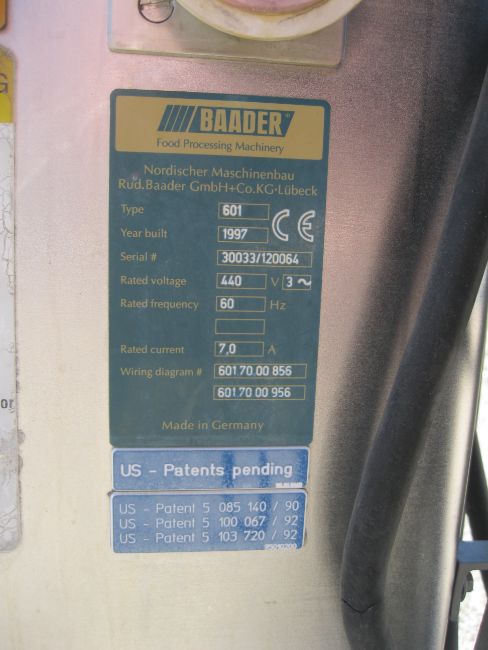 BAADER®
Food Processing Machinery
Nordischer Maschinenbau
Rud.Baader GmbH+Co.KG·Lübeck
Type 601
Year built 1997 CE
Serial # 30033/120064
Rated voltage 440 V 3 ~
Rated frequency 60 Hz
Rated current 7,0 A
Wiring diagram # 601 70 00 856
601 70 00 956
Made in Germany
US - Patents pending
US - Patent 5 085 140 / 90
US - Patent 5 100 067 / 92
US - Patent 5 103 720 / 92
G
or